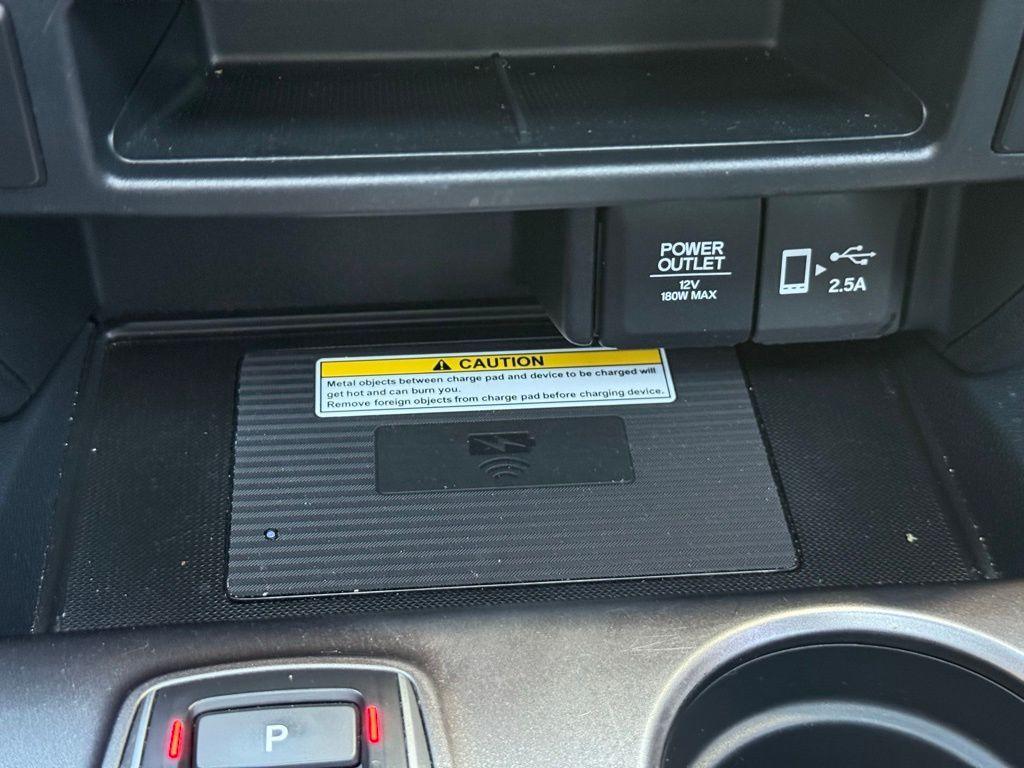 POWER
OUTLET
12V
180W MAX
2.5A
CAUTION
Metal objects between charge pad and device to be charged will
get hot and can burn you.
Remove foreign objects from charge pad before charging device.
P